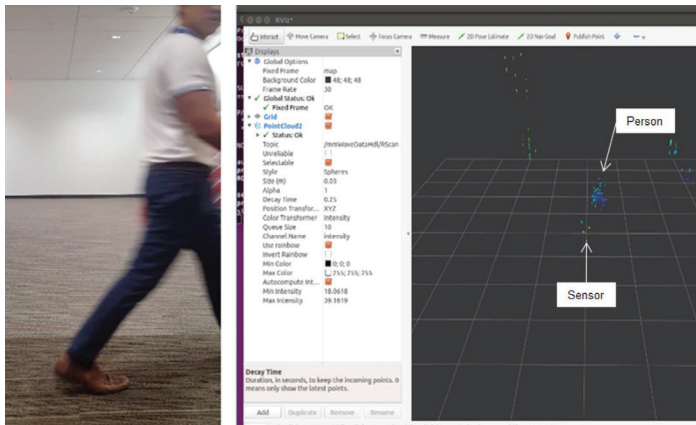 RViz*
Interact Move Camera Select Focus Camera Measure 2D Pose Estimate 2D Nav Goal Publish Point
Displays
Global Options
Fixed Frame map
Background Color 48; 48; 48
Frame Rate 30
Global Status: Ok
Fixed Frame OK
Grid
PointCloud2
Status: Ok
Topic /mmWaveDataHdl/RScan
Unreliable
Selectable
Style Spheres
Size (m) 0.03
Alpha 1
Decay Time 0.25
Position Transfor... XYZ
Color Transformer Intensity
Queue Size 10
Channel Name intensity
Use rainbow
Invert Rainbow
Min Color 0; 0; 0
Max Color 255; 255; 255
Autocompute Int...
Min Intensity 18.0618
Max Intensity 39.1619
Person
Sensor
Decay Time
Duration, in seconds, to keep the incoming points. 0
means only show the latest points.
Add Duplicate Remove Rename